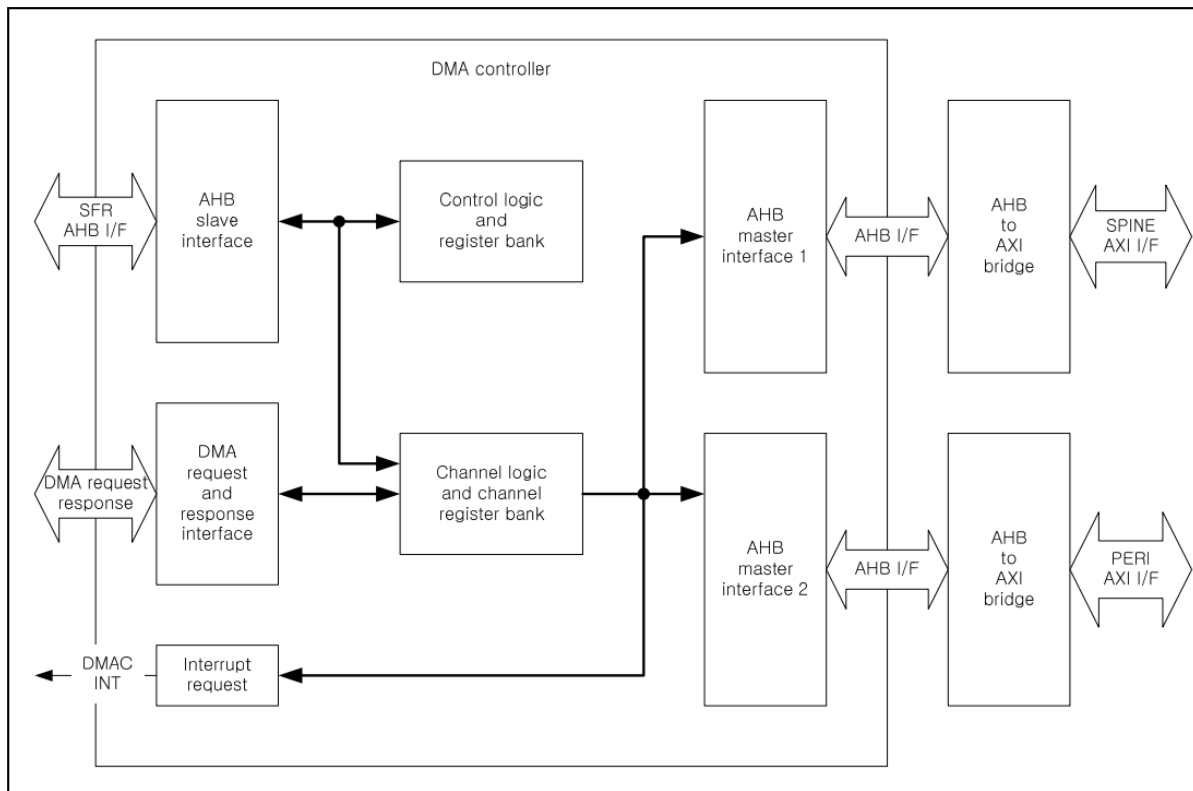 DMA controller
SFR
AHB I/F
AHB
slave
interface
Control logic
and
register bank
AHB
master
interface 1
AHB I/F
AHB
to
AXI
bridge
SPINE
AXI I/F
DMA request
response
DMA
request
and
response
interface
Channel logic
and channel
register bank
AHB
master
interface 2
AHB I/F
AHB
to
AXI
bridge
PERI
AXI I/F
DMAC
INT
Interrupt
request